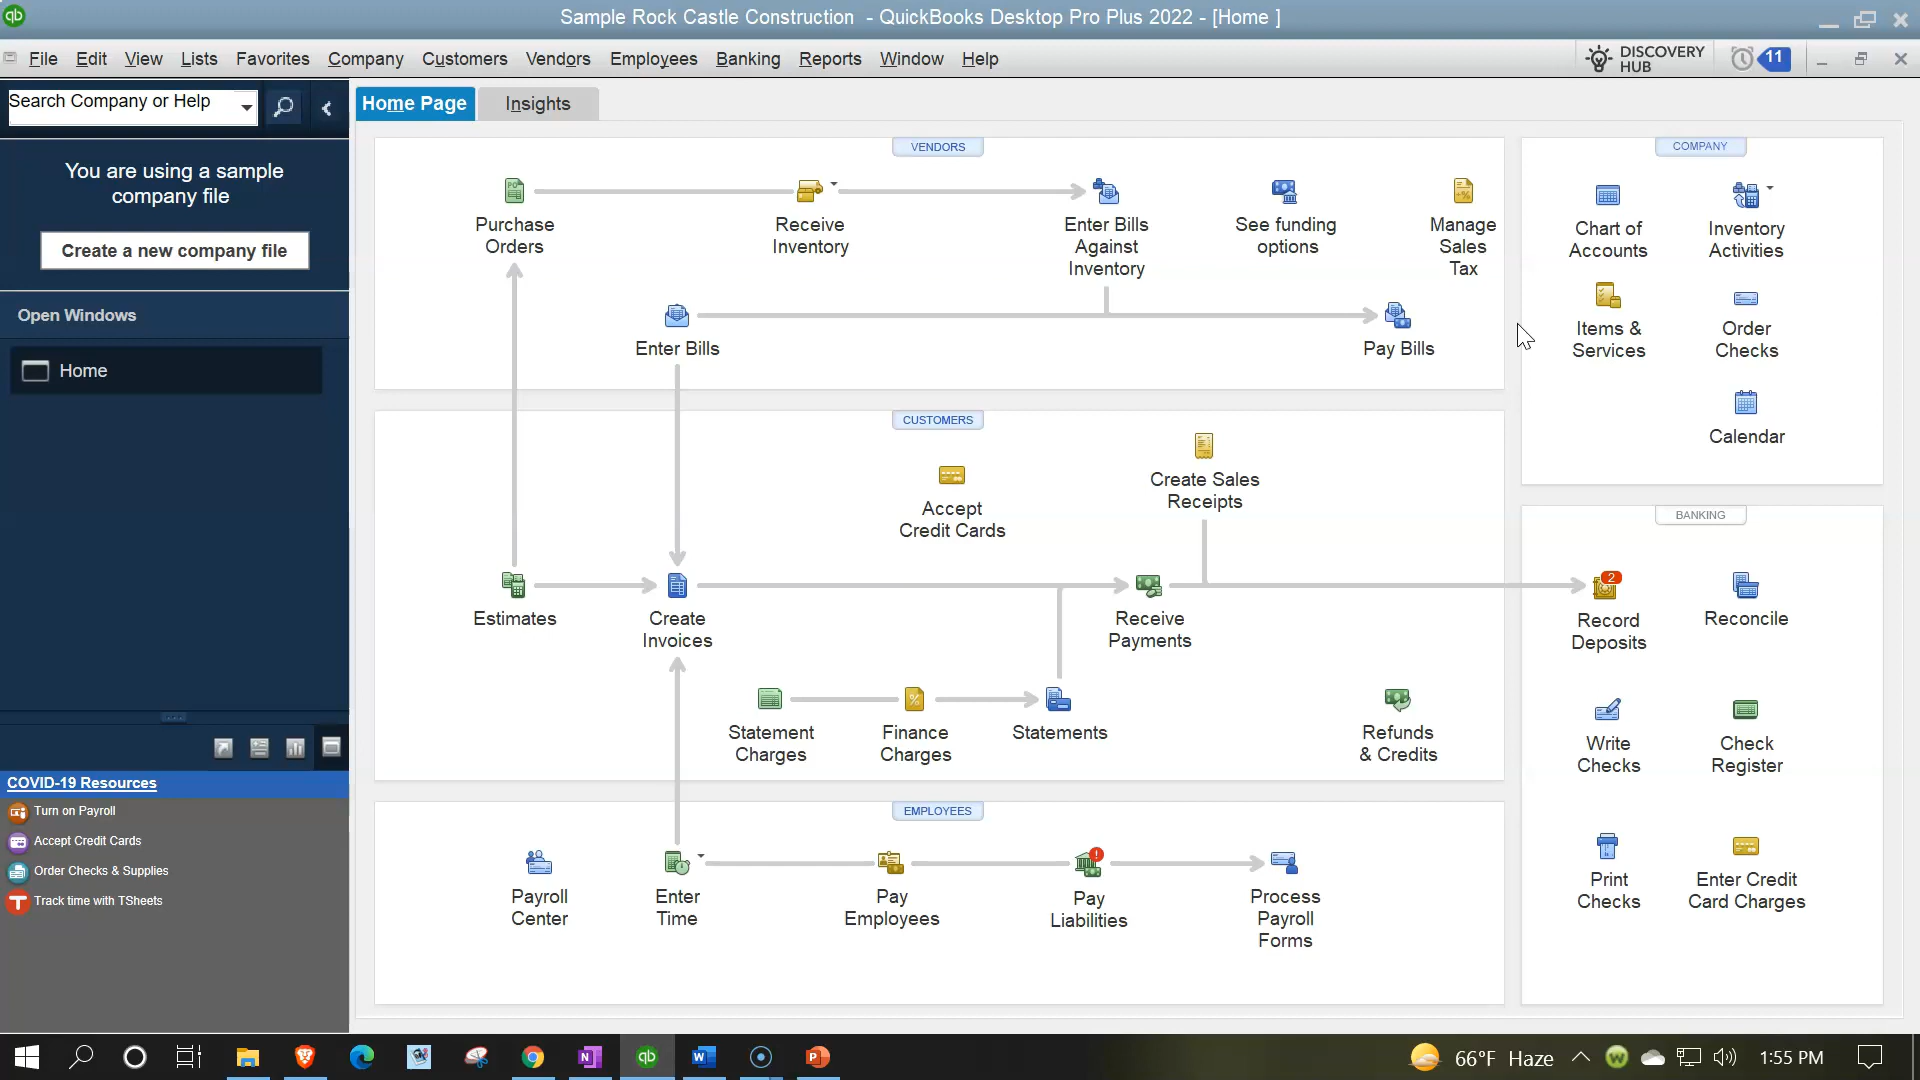 qb
Sample Rock Castle Construction - QuickBooks Desktop Pro Plus 2022 - [Home ]
File Edit View Lists Favorites Company Customers Vendors Employees Banking Reports Window Help
DISCOVERY
HUB
11
Search Company or Help
Home Page
Insights
You are using a sample
company file
Create a new company file
Open Windows
Home
COVID-19 Resources
Turn on Payroll
Accept Credit Cards
Order Checks & Supplies
Track time with TSheets
VENDORS
Purchase
Orders
Receive
Inventory
Enter Bills
Against
Inventory
See funding
options
Manage
Sales
Tax
Enter Bills
Pay Bills
CUSTOMERS
Accept
Credit Cards
Create Sales
Receipts
Estimates
Create
Invoices
Receive
Payments
Statement
Charges
Finance
Charges
Statements
Refunds
& Credits
EMPLOYEES
Payroll
Center
Enter
Time
Pay
Employees
Pay
Liabilities
Process
Payroll
Forms
COMPANY
Chart of
Accounts
Inventory
Activities
Items &
Services
Order
Checks
Calendar
BANKING
2
Record
Deposits
Reconcile
Write
Checks
Check
Register
Print
Checks
Enter Credit
Card Charges
66°F Haze
1:55 PM